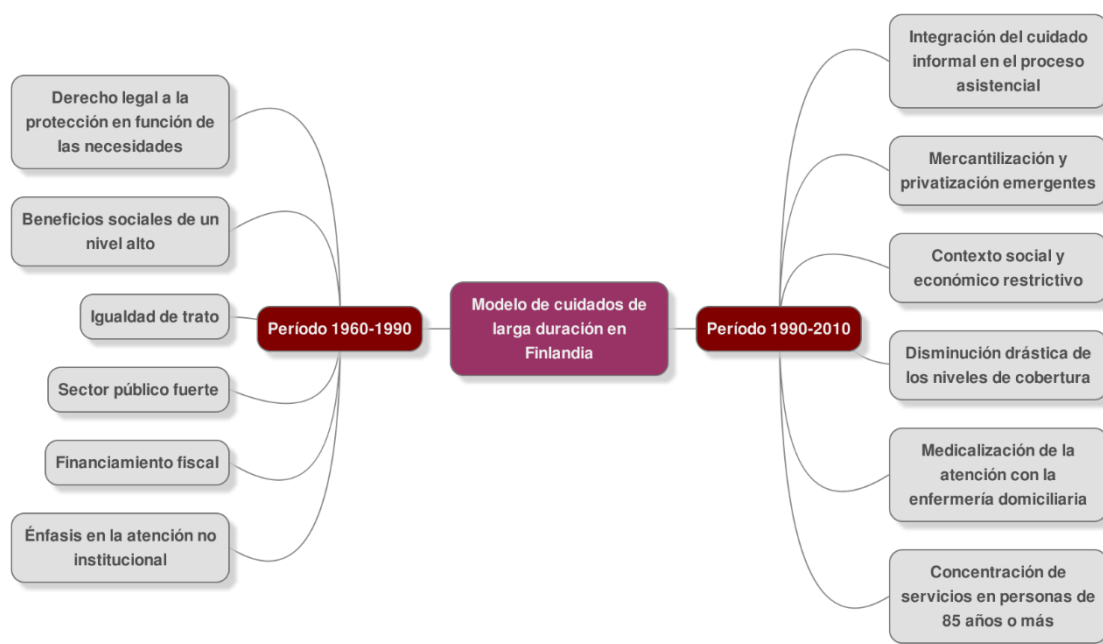 Derecho legal a la
protección en función de
las necesidades
Beneficios sociales de un
nivel alto
Igualdad de trato
Sector público fuerte
Financiamiento fiscal
Énfasis en la atención no
institucional
Período 1960-1990
Modelo de cuidados de
larga duración en
Finlandia
Período 1990-2010
Integración del cuidado
informal en el proceso
asistencial
Mercantilización y
privatización emergentes
Contexto social y
económico restrictivo
Disminución drástica de
los niveles de cobertura
Medicalización de la
atención con la
enfermería domiciliaria
Concentración de
servicios en personas de
85 años o más